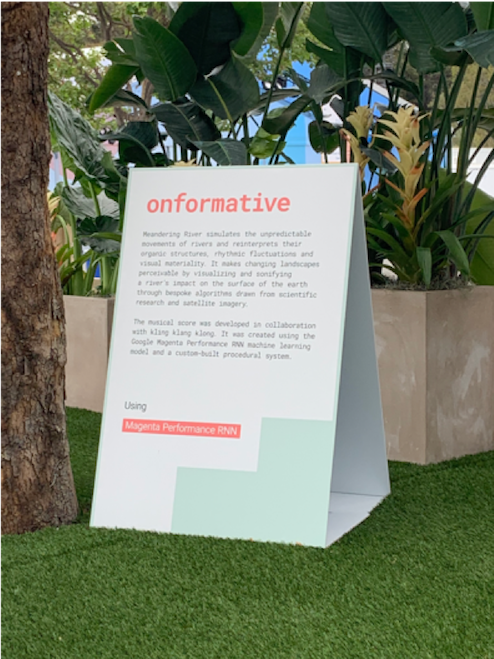 onformative
Meandering River simulates the unpredictable
movements of rivers and reinterprets their
organic structures, rhythmic fluctuations and
visual materiality. It makes changing landscapes
perceivable by visualizing and sonifying
a river's impact on the surface of the earth
through bespoke algorithms drawn from scientific
research and satellite imagery.
The musical score was developed in collaboration
with kling klang klong. It was created using the
Google Magenta Performance RNN machine learning
model and a custom-built procedural system.
Using
Magenta Performance RNN